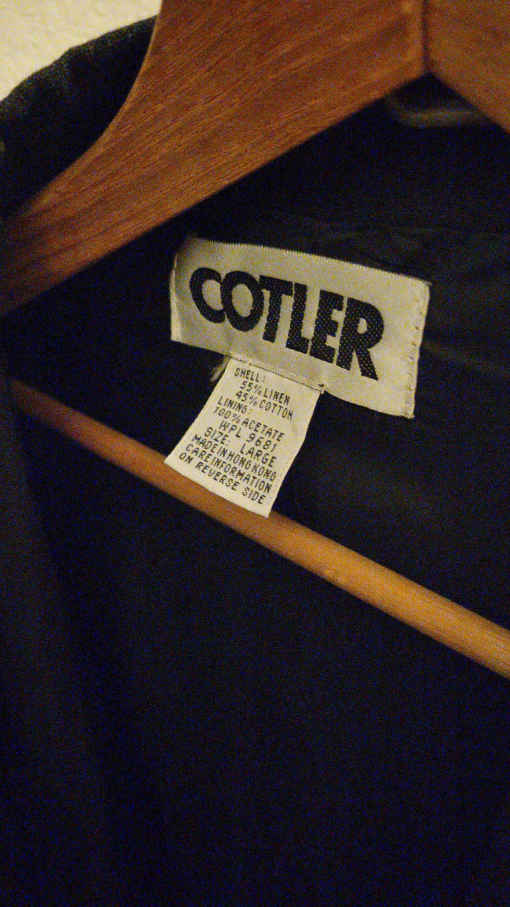 COTLER
SHELL:
55% LINEN
45% COTTON
LINING:
100% ACETATE
WPL 9681
SIZE: LARGE
MADE IN HONG KONG
CARE INFORMATION
ON REVERSE SIDE